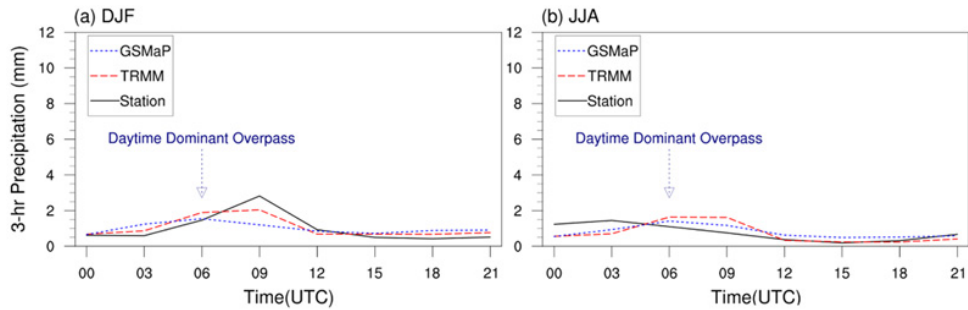 (a) DJF
12
10
8
6
4
2
0
3-hr Precipitation (mm)
GSMaP
TRMM
Station
Daytime Dominant Overpass
00 03 06 09 12 15 18 21
Time(UTC)
(b) JJA
12
10
8
6
4
2
0
GSMaP
TRMM
Station
Daytime Dominant Overpass
00 03 06 09 12 15 18 21
Time(UTC)